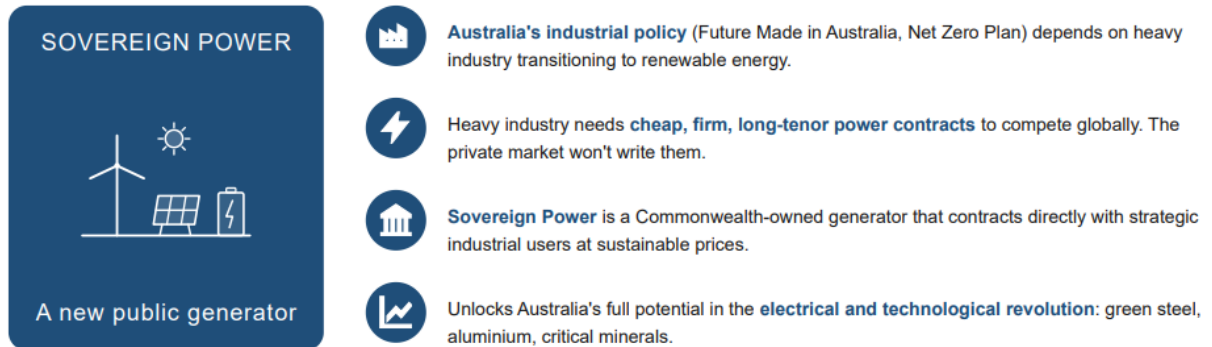 SOVEREIGN POWER
A new public generator
Australia's industrial policy (Future Made in Australia, Net Zero Plan) depends on heavy
industry transitioning to renewable energy.
Heavy industry needs cheap, firm, long-tenor power contracts to compete globally. The
private market won't write them.
Sovereign Power is a Commonwealth-owned generator that contracts directly with strategic
industrial users at sustainable prices.
Unlocks Australia's full potential in the electrical and technological revolution: green steel,
aluminium, critical minerals.